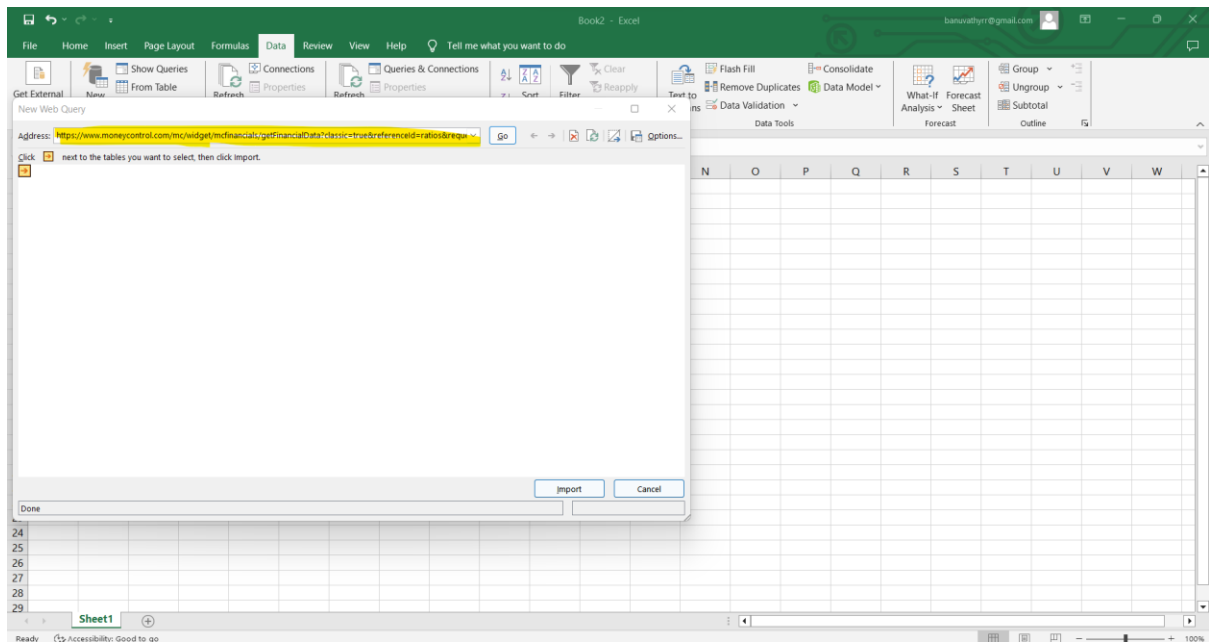 Book2 - Excel
banuvathyrr@gmail.com
File Home Insert Page Layout Formulas Data Review View Help Tell me what you want to do
Show Queries Connections Queries & Connections Clear Flash Fill Consolidate Group
From Table Properties Properties Reapply Remove Duplicates Data Model Ungroup
Get External New Refresh Refresh Sort Filter Text to ns Data Validation What-If Forecast Subtotal
Analysis Sheet
Data Tools Forecast Outline
New Web Query
Address: https://www.moneycontrol.com/mc/widget/mcfinancials/getFinancialData?classic=true&referenceId=ratios&reque Go Options...
Click next to the tables you want to select, then click Import.
N O P Q R S T U V W
Import Cancel
Done
24
25
26
27
28
29
Sheet1
Ready Accessibility: Good to go 100%